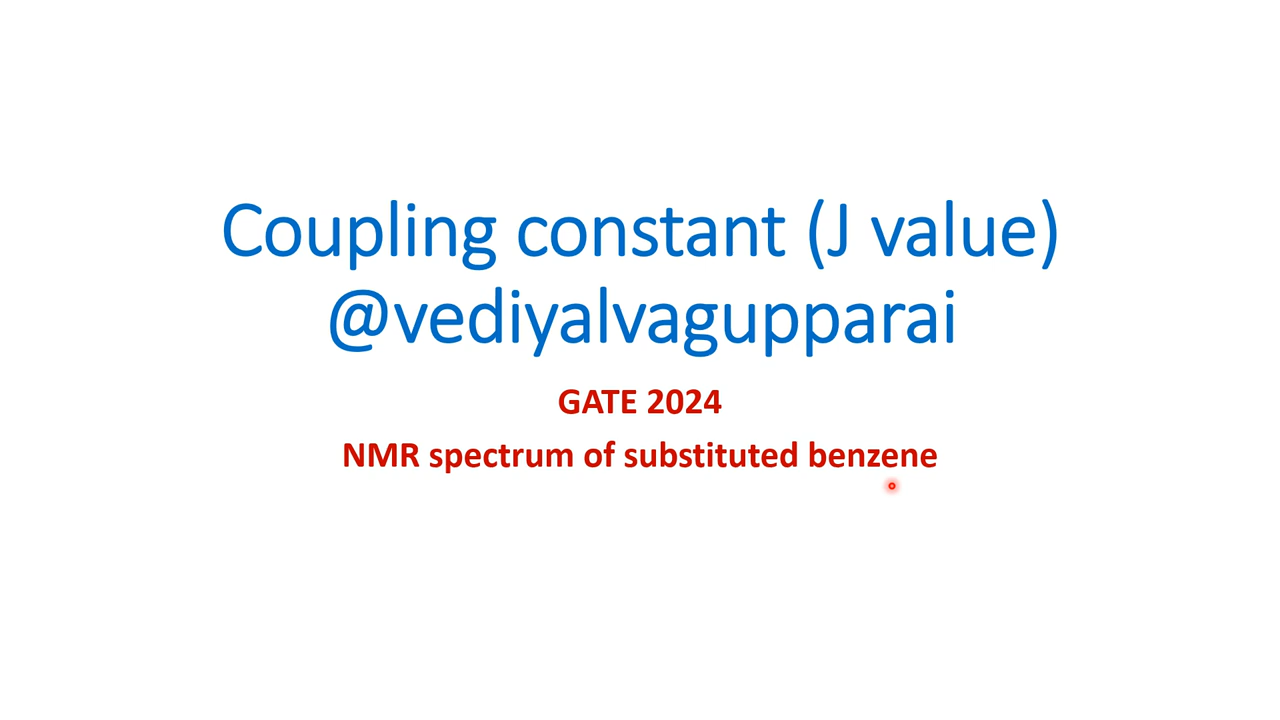 Coupling constant (J value)
@vediyalvagupparai
GATE 2024
NMR spectrum of substituted benzene